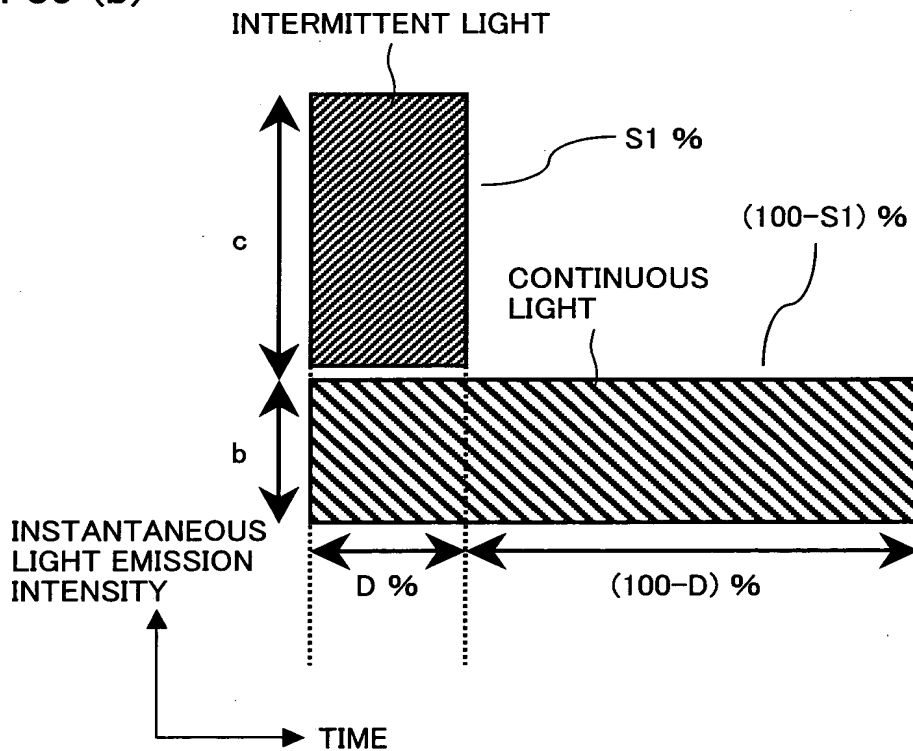 (b)
INTERMITTENT LIGHT
S1 %
(100-S1) %
c
CONTINUOUS
LIGHT
b
INSTANTANEOUS
LIGHT EMISSION
INTENSITY
D %
(100-D) %
TIME